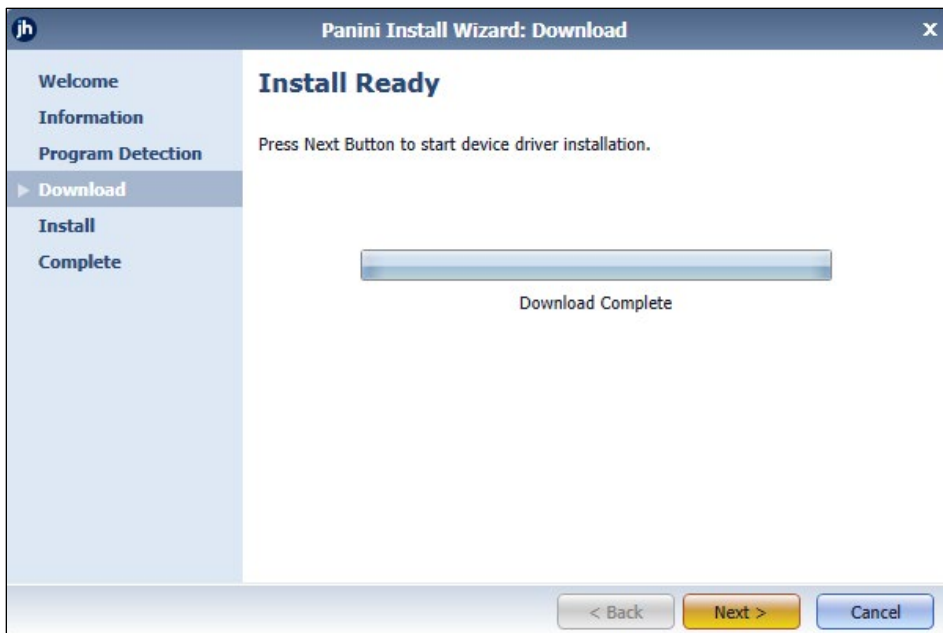 jh
Panini Install Wizard: Download
X
Welcome
Information
Program Detection
Download
Install
Complete
Install Ready
Press Next Button to start device driver installation.
Download Complete
< Back
Next >
Cancel